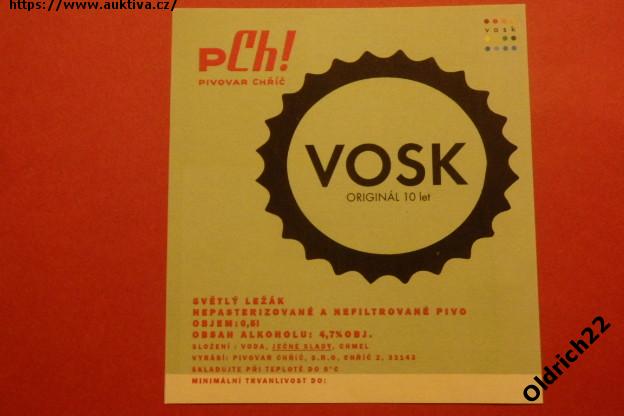 https://www.auktiva.cz/
pCh!
PIVOVAR CHŘÍČ
vosk
VOSK
ORIGINÁL 10 let
SVĚTLÝ LEŽÁK
NEPASTERIZOVANÉ A NEFILTROVANÉ PIVO
OBJEM: 0,5l
OBSAH ALKOHOLU: 4,7% OBJ.
SLOŽENÍ : VODA, JEČNÉ SLADY, CHMEL
VYRÁBÍ: PIVOVAR CHŘÍČ, S.R.O, CHŘÍČ 2, 33143
SKLADUJTE PŘI TEPLOTĚ DO 8°C
MINIMÁLNÍ TRVANLIVOST DO:
Oldrich22